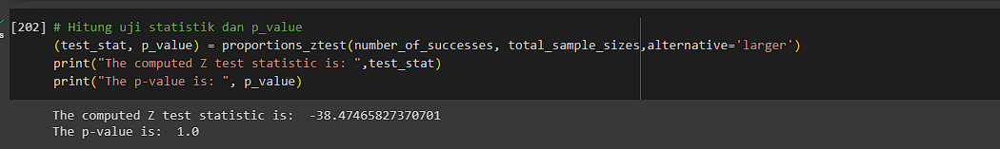 [202] # Hitung uji statistik dan p_value
(test_stat, p_value) = proportions_ztest(number_of_successes, total_sample_sizes,alternative='larger')
print("The computed Z test statistic is: ",test_stat)
print("The p-value is: ", p_value)
The computed Z test statistic is:  -38.47465827370701
The p-value is:  1.0